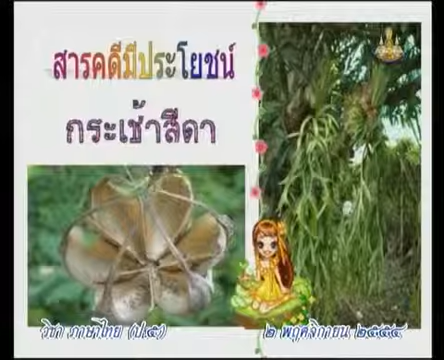 สารคดีมีประโยชน์
กระเช้าสีดา
วิชา ภาษาไทย (ป.๕)
๒ พฤศจิกายน ๒๕๕๔